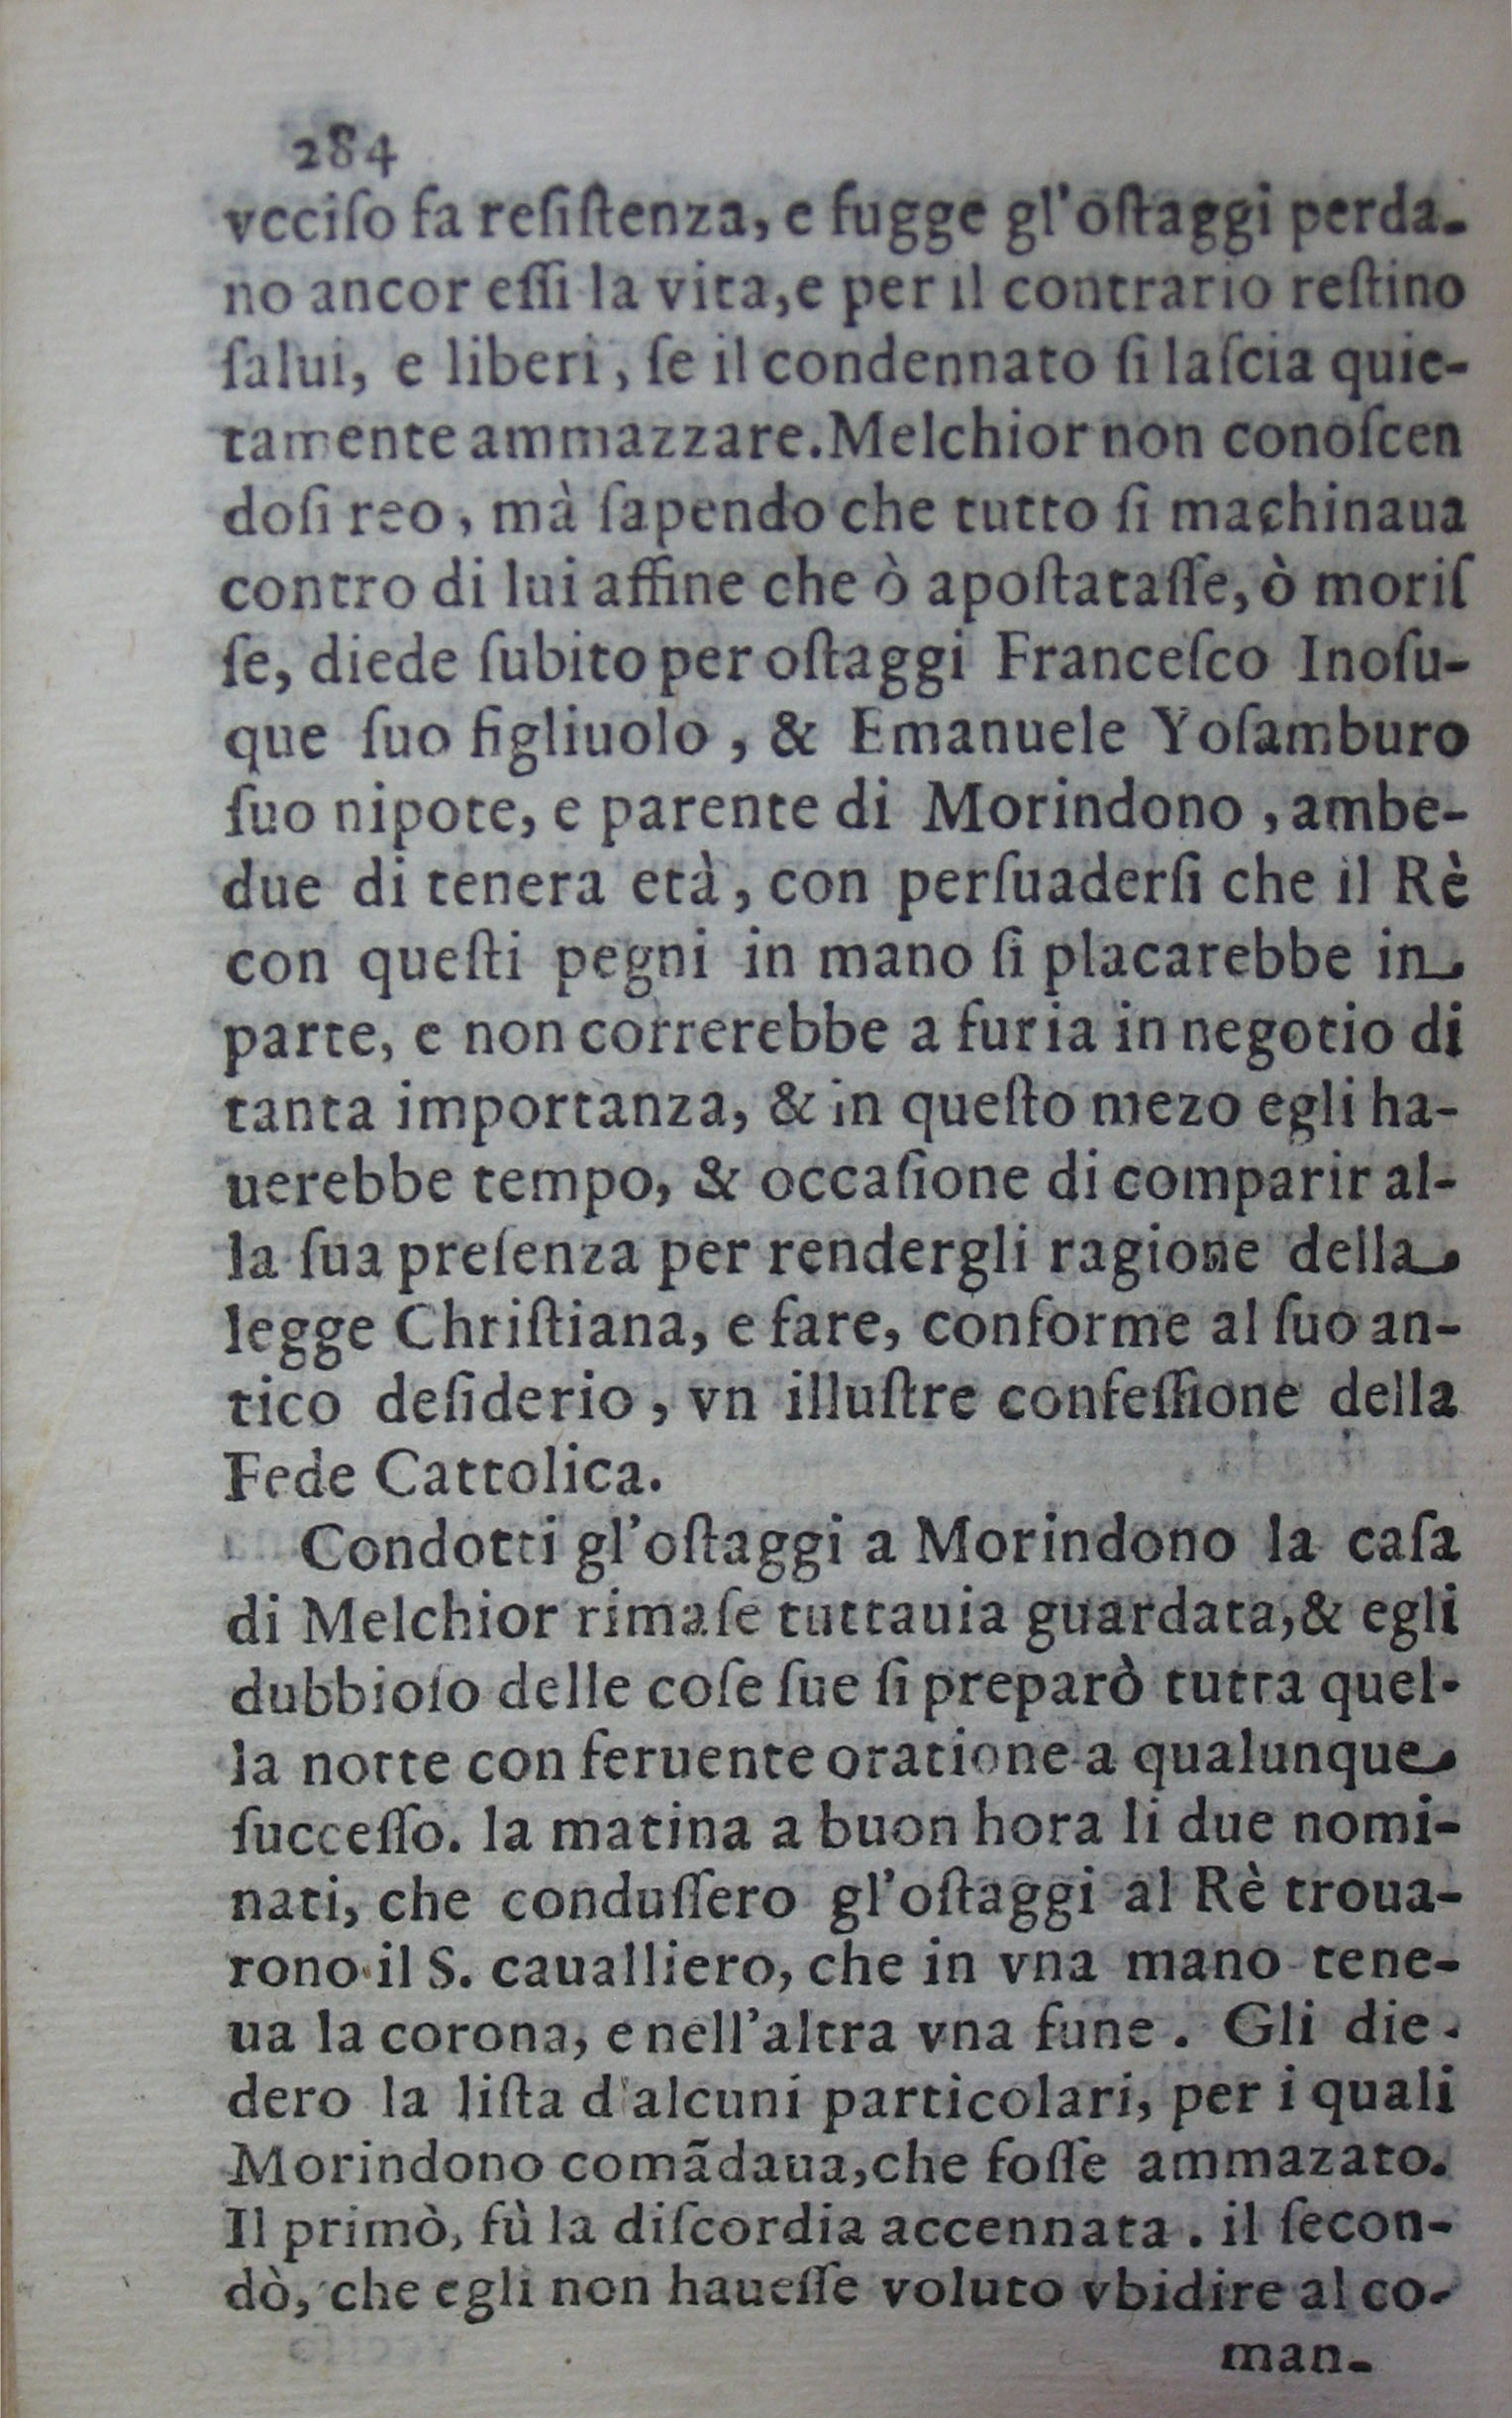 284
vcciſo fa reſiſtenza, e fugge gl'oſtaggi perda-
no ancor eſſi la vita,e per il contrario reſtino
ſalui, e liberi, ſe il condennato ſi laſcia quie-
tamente ammazzare.Melchior non conoſcen
doſi reo, mà ſapendo che tutto ſi machinaua
contro di lui affine che ò apoſtataſſe, ò moriſ
ſe, diede ſubito per oſtaggi Franceſco Inoſu-
que ſuo figliuolo, & Emanuele Yoſamburo
ſuo nipote, e parente di Morindono, ambe-
due di tenera età, con perſuaderſi che il Rè
con queſti pegni in mano ſi placarebbe in
parte, e non correrebbe a furia in negotio di
tanta importanza, & in queſto mezo egli ha-
uerebbe tempo, & occaſione di comparir al-
la ſua preſenza per rendergli ragione della
legge Chriſtiana, e fare, conforme al ſuo an-
tico deſiderio, vn illuſtre confeſſione della
Fede Cattolica.
Condotti gl'oſtaggi a Morindono la caſa
di Melchior rimaſe tuttauia guardata,& egli
dubbioſo delle coſe ſue ſi preparò tutta quel-
la notte con feruente oratione a qualunque
ſucceſſo. la matina a buon hora li due nomi-
nati, che conduſſero gl'oſtaggi al Rè troua-
rono il S. caualliero, che in vna mano tene-
ua la corona, e nell'altra vna fune. Gli die-
dero la liſta d'alcuni particolari, per i quali
Morindono comãdaua,che foſſe ammazato.
Il primò, fù la diſcordia accennata. il ſecon-
dò, che egli non haueſſe voluto vbidire al co-
man-